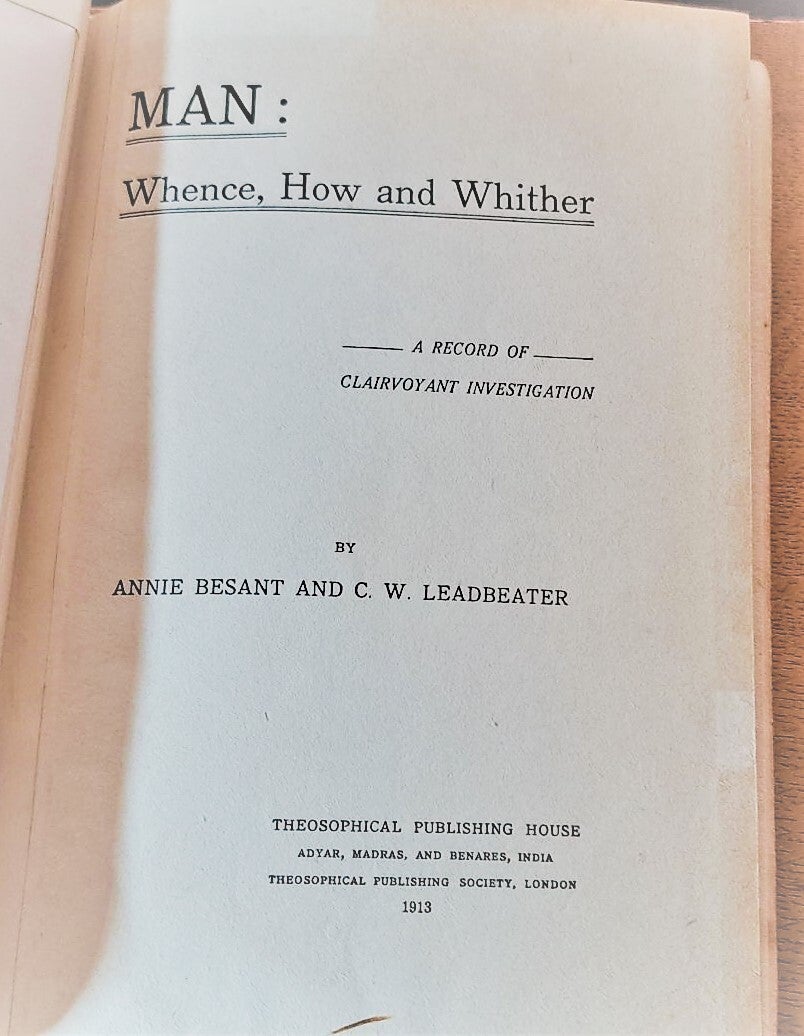 MAN :
Whence, How and Whither
A RECORD OF
CLAIRVOYANT INVESTIGATION
BY
ANNIE BESANT AND C. W. LEADBEATER
THEOSOPHICAL PUBLISHING HOUSE
ADYAR, MADRAS, AND BENARES, INDIA
THEOSOPHICAL PUBLISHING SOCIETY, LONDON
1913